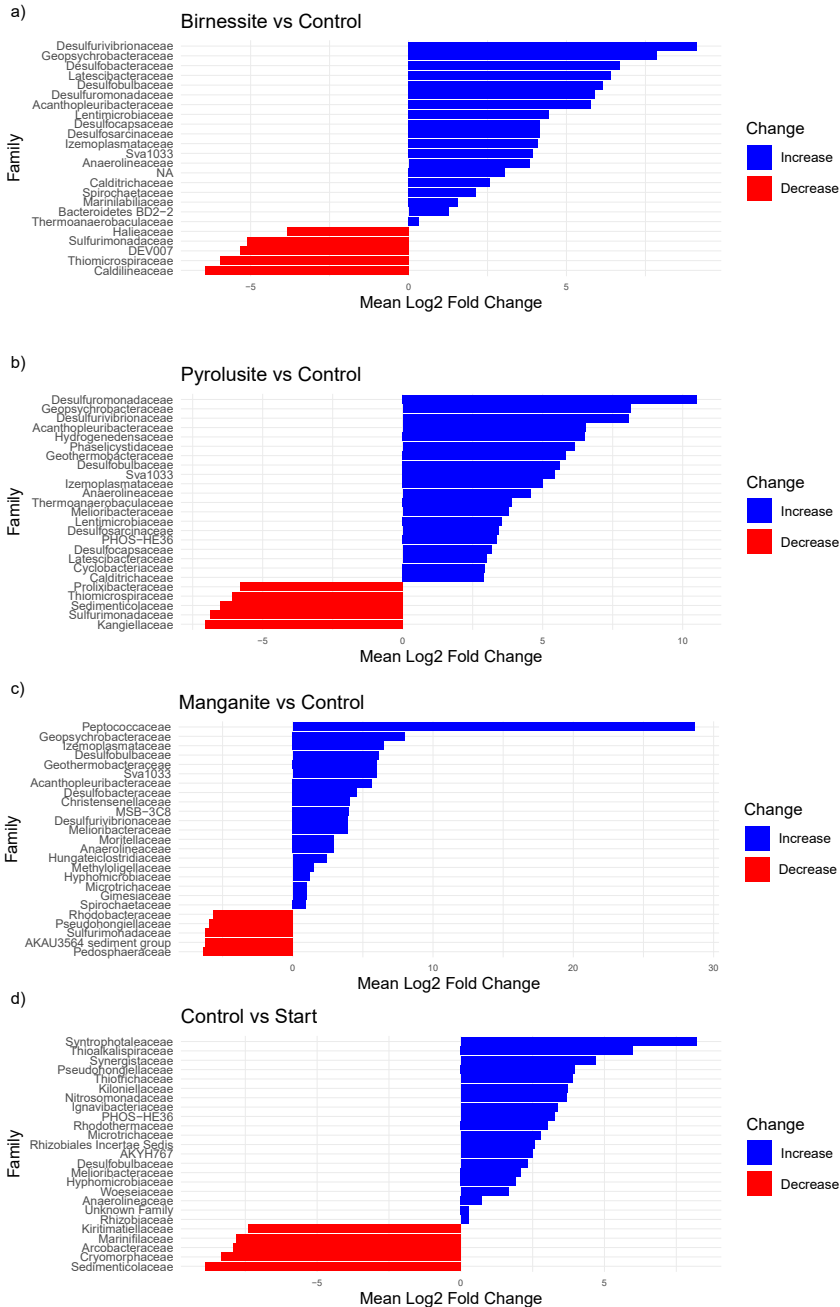 a)
Birnessite vs Control
Desulfurivibrionaceae
Geopsychrobacteraceae
Desulfobacteraceae
Latescibacteraceae
Desulfobulbaceae
Desulfuromonadaceae
Acanthopleuribacteraceae
Lentimicrobiaceae
Desulfocapsaceae
Desulfosarcinaceae
Izemoplasmataceae
Sva1033
Anaerolineaceae
NA
Calditrichaceae
Spirochaetaceae
Marinilabiliaceae
Bacteroidetes BD2−2
Thermoanaerobaculaceae
Halieaceae
Sulfurimonadaceae
DEV007
Thiomicrospiraceae
Caldilineaceae
Family
−5
0
5
Mean Log2 Fold Change
Change
Increase
Decrease
b)
Pyrolusite vs Control
Desulfuromonadaceae
Geopsychrobacteraceae
Desulfurivibrionaceae
Acanthopleuribacteraceae
Hydrogenedensaceae
Phaselicystidaceae
Geothermobacteraceae
Desulfobulbaceae
Sva1033
Izemoplasmataceae
Anaerolineaceae
Thermoanaerobaculaceae
Melioribacteraceae
Lentimicrobiaceae
Desulfosarcinaceae
PHOS−HE36
Desulfocapsaceae
Latescibacteraceae
Cyclobacteriaceae
Calditrichaceae
Prolixibacteraceae
Thiomicrospiraceae
Sedimenticolaceae
Sulfurimonadaceae
Kangiellaceae
Family
−5
0
5
10
Mean Log2 Fold Change
Change
Increase
Decrease
c)
Manganite vs Control
Peptococcaceae
Geopsychrobacteraceae
Izemoplasmataceae
Desulfobulbaceae
Geothermobacteraceae
Sva1033
Acanthopleuribacteraceae
Desulfobacteraceae
Christensenellaceae
MSB−3C8
Desulfurivibrionaceae
Melioribacteraceae
Moritellaceae
Anaerolineaceae
Hungateiclostridiaceae
Methyloligellaceae
Hyphomicrobiaceae
Microtrichaceae
Gimesiaceae
Spirochaetaceae
Rhodobacteraceae
Pseudohongiellaceae
Sulfurimonadaceae
AKAU3564 sediment group
Pedosphaeraceae
Family
0
10
20
30
Mean Log2 Fold Change
Change
Increase
Decrease
d)
Control vs Start
Syntrophotaleaceae
Thioalkalispiraceae
Synergistaceae
Pseudohongiellaceae
Thiotrichaceae
Kiloniellaceae
Nitrosomonadaceae
Ignavibacteriaceae
PHOS−HE36
Rhodothermaceae
Microtrichaceae
Rhizobiales Incertae Sedis
AKYH767
Desulfobulbaceae
Melioribacteraceae
Hyphomicrobiaceae
Woeseiaceae
Anaerolineaceae
Unknown Family
Rhizobiaceae
Kiritimatiellaceae
Marinifilaceae
Arcobacteraceae
Cryomorphaceae
Sedimenticolaceae
Family
−5
0
5
Mean Log2 Fold Change
Change
Increase
Decrease